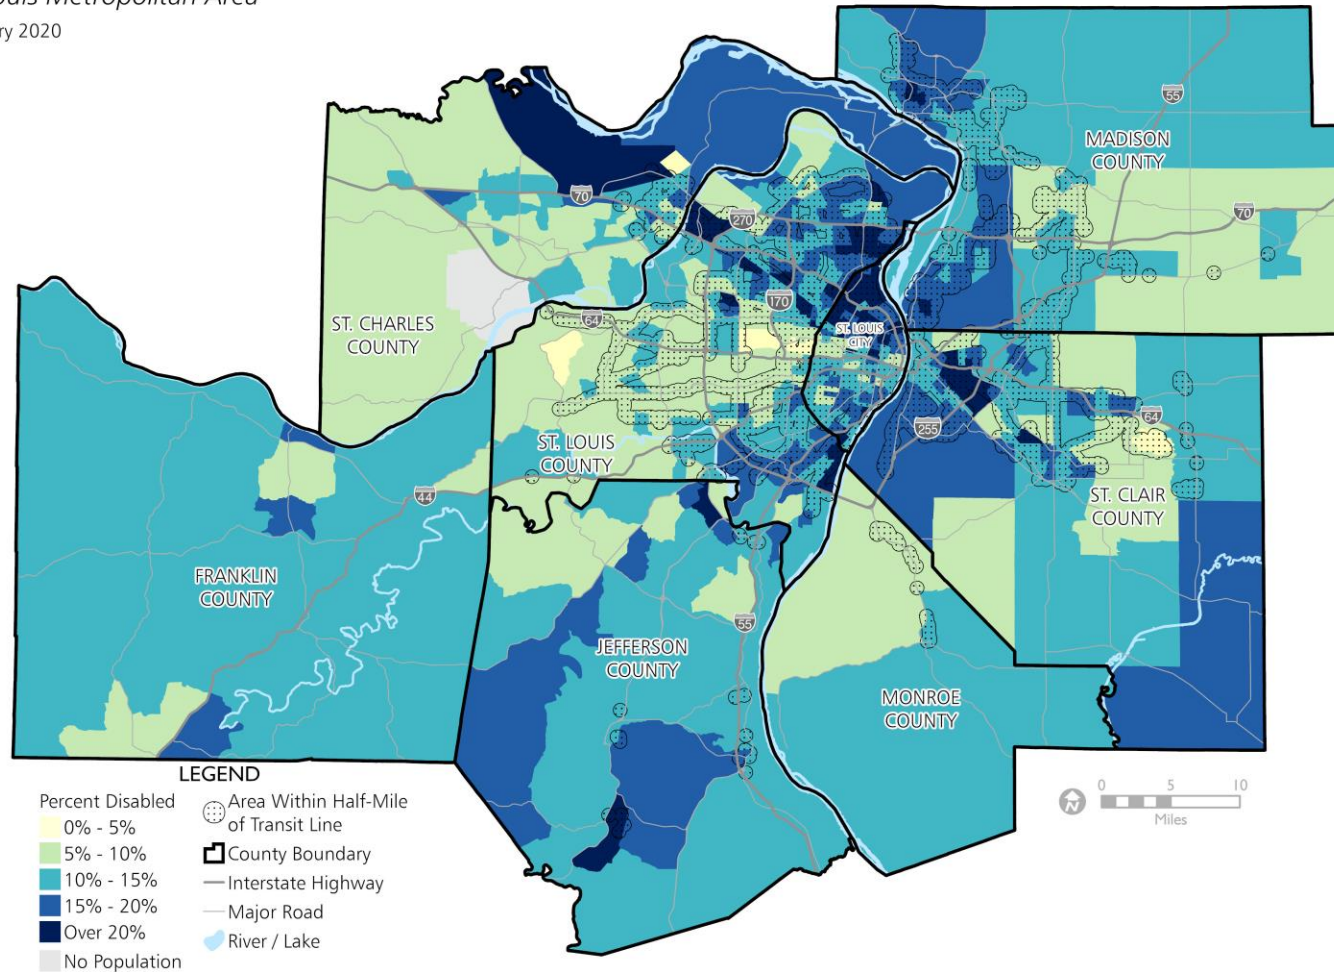 ouis Metropolitan Area
ry 2020
MADISON
COUNTY
55
70
70
270
170
ST. CHARLES
COUNTY
64
ST. LOUIS
CITY
ST. LOUIS
COUNTY
255
64
44
ST. CLAIR
COUNTY
FRANKLIN
COUNTY
55
JEFFERSON
COUNTY
MONROE
COUNTY
LEGEND
Percent Disabled
0% - 5%
5% - 10%
10% - 15%
15% - 20%
Over 20%
No Population
Area Within Half-Mile
of Transit Line
County Boundary
Interstate Highway
Major Road
River / Lake
N
0 5 10
Miles